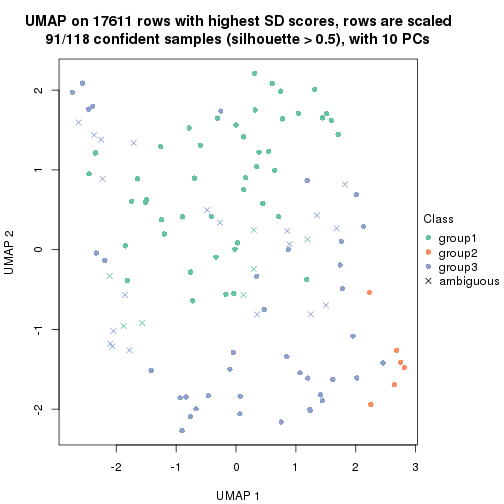 UMAP on 17611 rows with highest SD scores, rows are scaled
91/118 confident samples (silhouette > 0.5), with 10 PCs
2
1
0
-1
-2
UMAP 2
-2
-1
0
1
2
3
UMAP 1
Class
group1
group2
group3
ambiguous